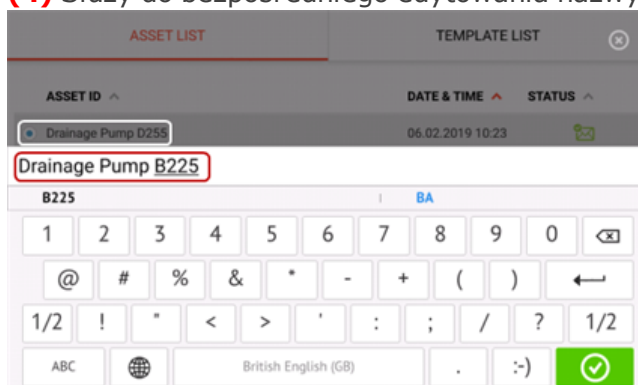 (4) Służy do bezpośredniego edytowania nazwy
ASSET LIST TEMPLATE LIST
ASSET ID DATE & TIME STATUS
Drainage Pump D255 06.02.2019 10:23
Drainage Pump B225
B225 BA
1 2 3 4 5 6 7 8 9 0
@ # % & * - + ( )
1/2 ! " < > ' : ; / ? 1/2
ABC British English (GB) . :-)